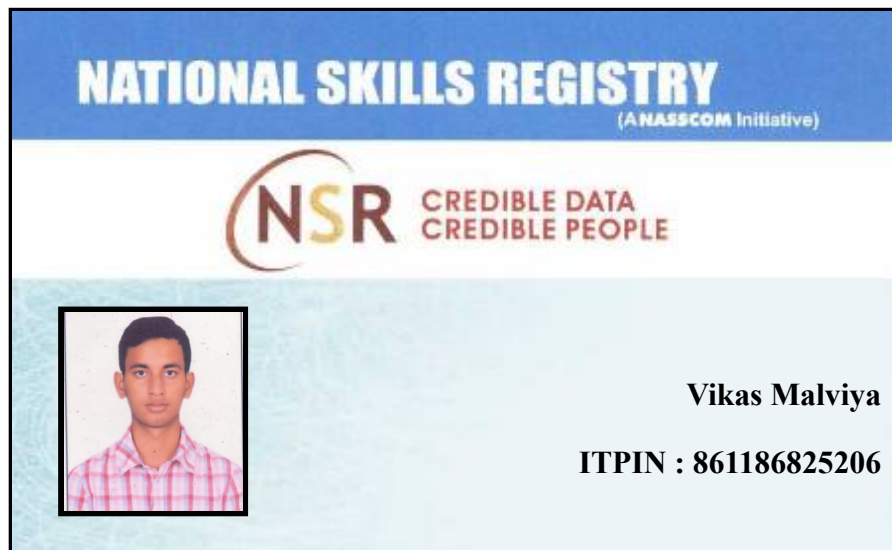 NATIONAL SKILLS REGISTRY
(A NASSCOM Initiative)
NSR
CREDIBLE DATA
CREDIBLE PEOPLE
Vikas Malviya
ITPIN : 861186825206